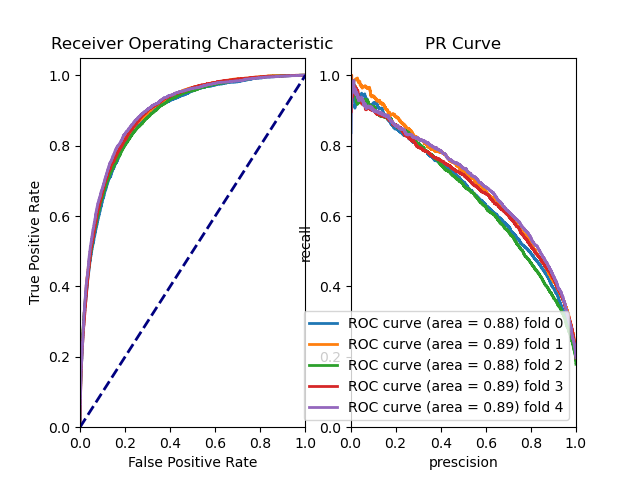 Receiver Operating Characteristic
1.0
0.8
0.6
0.4
0.2
0.0
True Positive Rate
0.0 0.2 0.4 0.6 0.8 1.0
False Positive Rate
PR Curve
1.0
0.8
0.6
0.4
0.2
0.0
recall
0.0 0.2 0.4 0.6 0.8 1.0
prescision
ROC curve (area = 0.88) fold 0
ROC curve (area = 0.89) fold 1
ROC curve (area = 0.88) fold 2
ROC curve (area = 0.89) fold 3
ROC curve (area = 0.89) fold 4